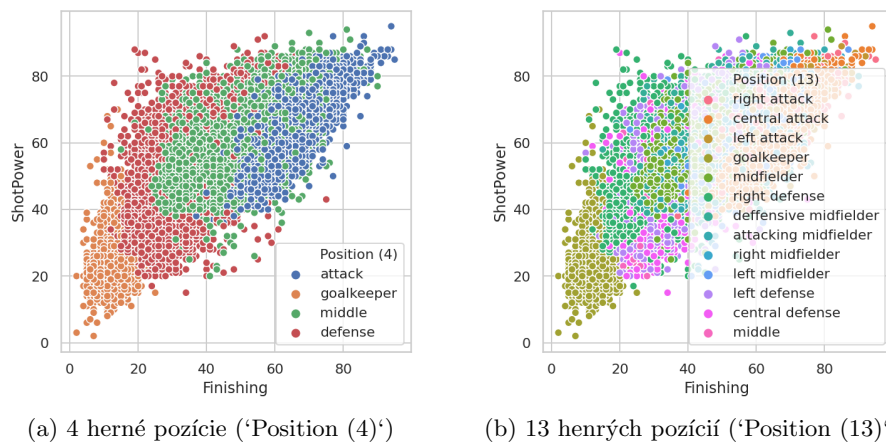 ShotPower
80
60
40
20
0
0
20
40
60
80
Finishing
Position (4)
attack
goalkeeper
middle
defense
(a) 4 herné pozície (‘Position (4)‘)
ShotPower
80
60
40
20
0
0
20
40
60
80
Finishing
Position (13)
right attack
central attack
left attack
goalkeeper
midfielder
right defense
deffensive midfielder
attacking midfielder
right midfielder
left midfielder
left defense
central defense
middle
(b) 13 henrých pozícií (‘Position (13)‘